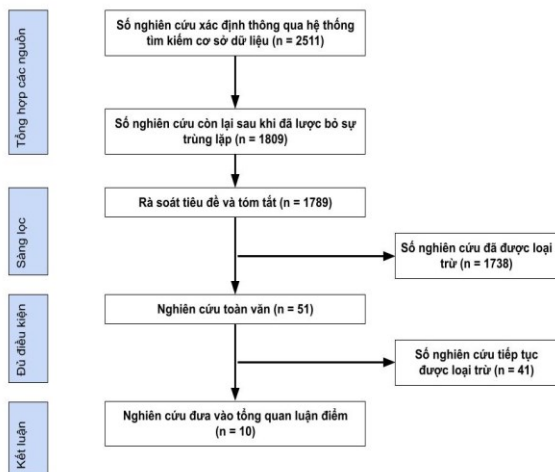 Tổng hợp các nguồn
Số nghiên cứu xác định thông qua hệ thống
tìm kiếm cơ sở dữ liệu (n = 2511)
Số nghiên cứu còn lại sau khi đã lược bỏ sự
trùng lặp (n = 1809)
Sàng lọc
Rà soát tiêu đề và tóm tắt (n = 1789)
Số nghiên cứu đã được loại
trừ (n = 1738)
Đủ điều kiện
Nghiên cứu toàn văn (n = 51)
Số nghiên cứu tiếp tục
được loại trừ (n = 41)
Kết luận
Nghiên cứu đưa vào tổng quan luận điểm
(n = 10)